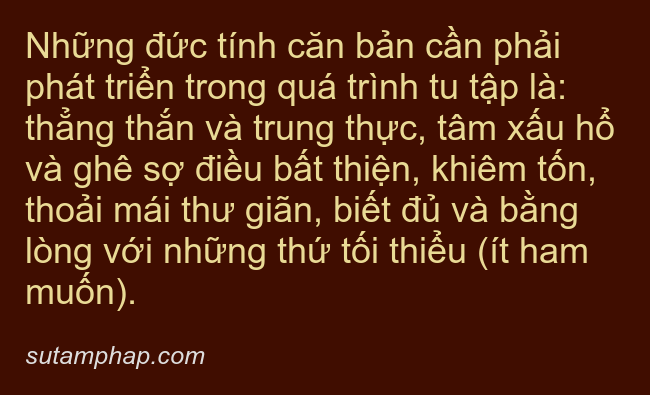 Những đức tính căn bản cần phải
phát triển trong quá trình tu tập là:
thẳng thắn và trung thực, tâm xấu hổ
và ghê sợ điều bất thiện, khiêm tốn,
thoải mái thư giãn, biết đủ và bằng
lòng với những thứ tối thiểu (ít ham
muốn).
sutamphap.com